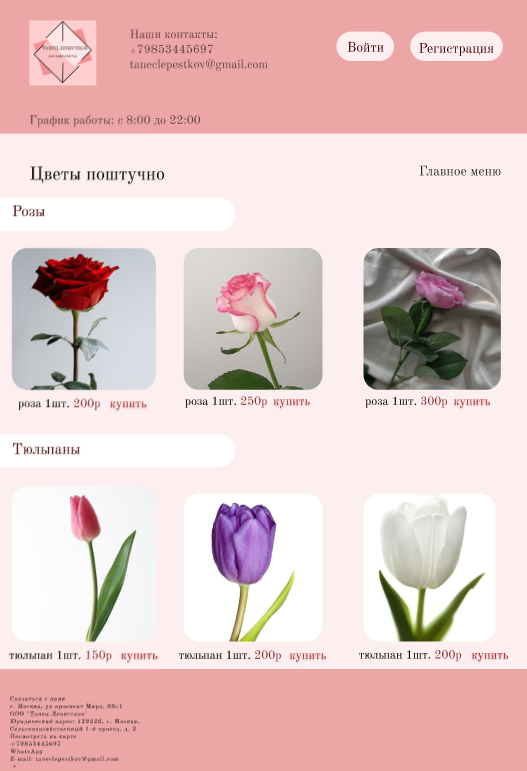 Танец лепестков
Наши контакты:
+79853445697
taneclepestkov@gmail.com
Войти
Регистрация
График работы: с 8:00 до 22:00
Цветы поштучно
Главное меню
Розы
роза 1шт. 200р купить
роза 1шт. 250р купить
роза 1шт. 300р купить
Тюльпаны
тюльпан 1шт. 150р купить
тюльпан 1шт. 200р купить
тюльпан 1шт. 200р купить
Связаться с нами
г. Москва, ул проспект Мира, 88с1
ООО "Танец Лепестков"
Юридический адрес: 129226, г. Москва,
Сельскохозяйственный 1-й проезд, д. 2
Посмотреть на карте
+79853445697
WhatsApp
E-mail: taneclepestkov@gmail.com